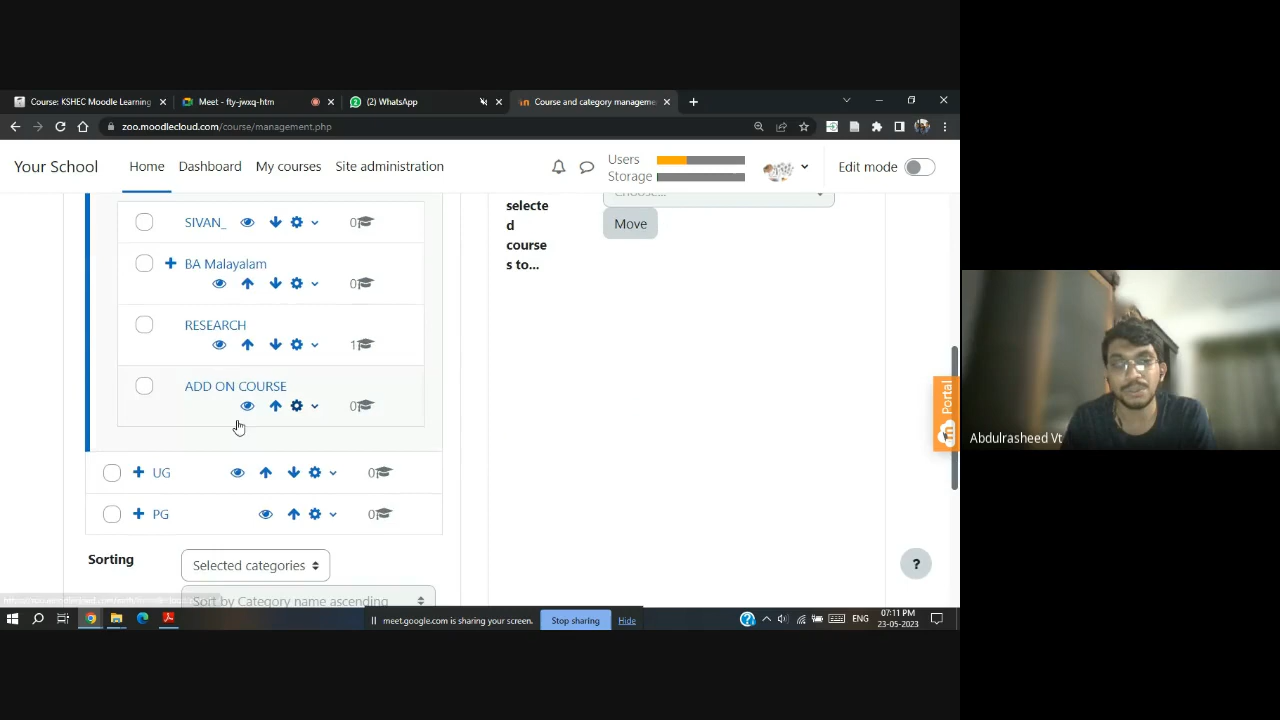 Course: KSHEC Moodle Learning
Meet - fty-jwxq-htm
(2) WhatsApp
Course and category manageme
zoo.moodlecloud.com/course/management.php
Your School
Home
Dashboard
My courses
Site administration
Users
Storage
Edit mode
Choose...
selecte
d
course
s to...
Move
SIVAN_
0
BA Malayalam
0
RESEARCH
1
ADD ON COURSE
0
UG
0
PG
0
Sorting
Selected categories
Sort by Category name ascending
Portal
Abdulrasheed Vt
?
meet.google.com is sharing your screen.
Stop sharing
Hide
ENG
07:11 PM
23-05-2023